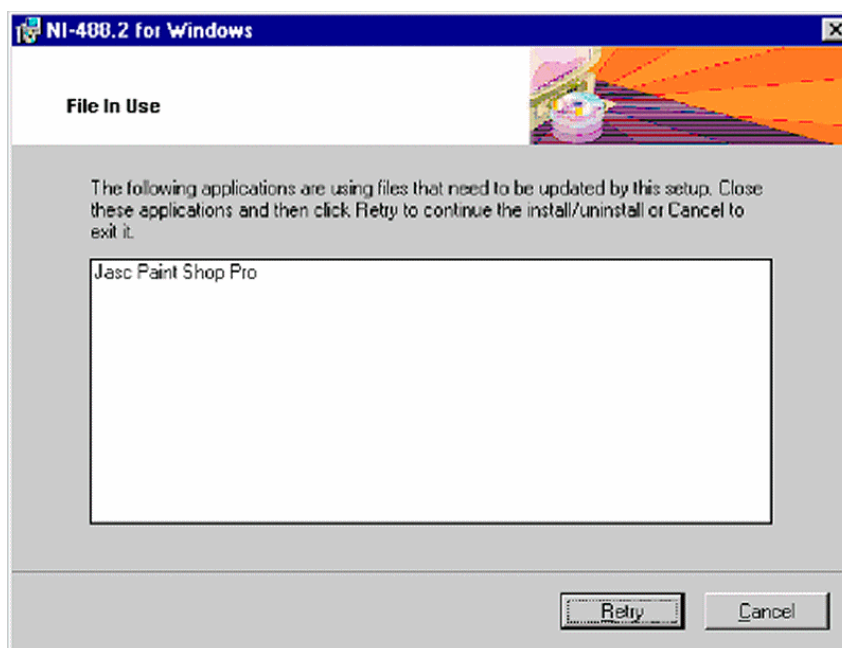 NI-488.2 for Windows
File In Use
The following applications are using files that need to be updated by this setup. Close
these applications and then click Retry to continue the install/uninstall or Cancel to
exit it.
Jasc Paint Shop Pro
Retry
Cancel